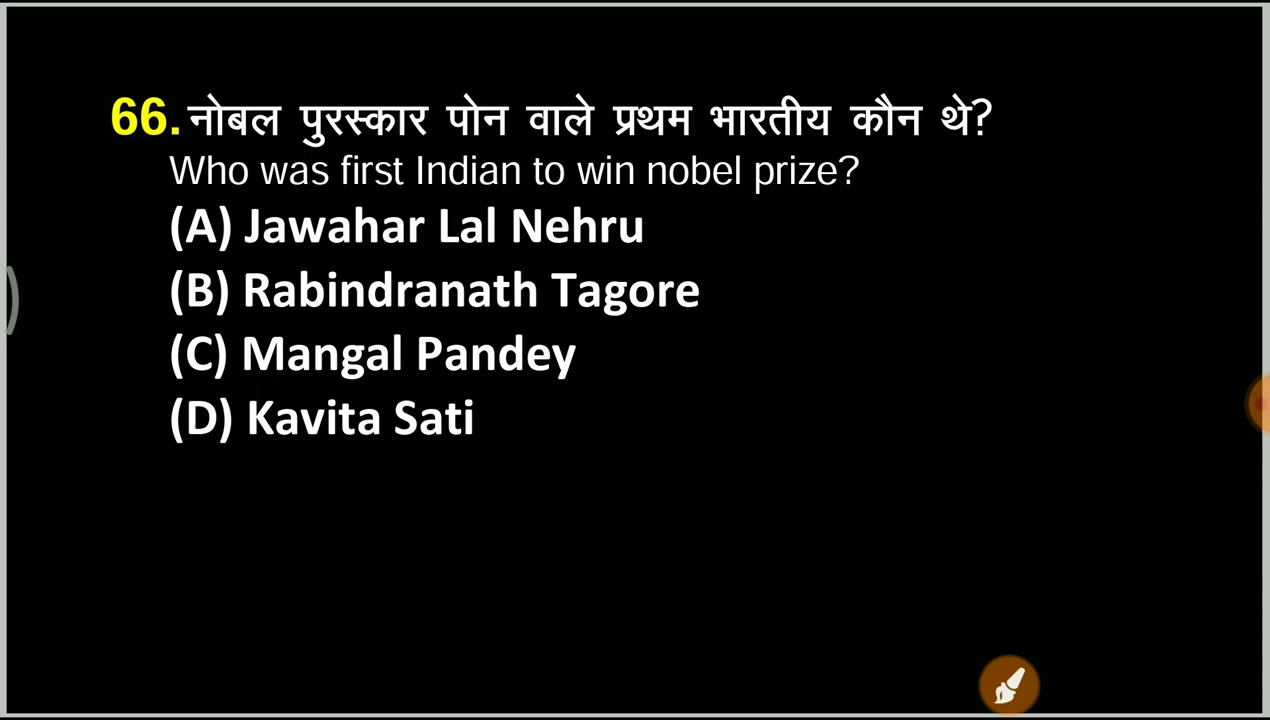 66. नोबल पुरस्कार पोन वाले प्रथम भारतीय कौन थे?
Who was first Indian to win nobel prize?
(A) Jawahar Lal Nehru
(B) Rabindranath Tagore
(C) Mangal Pandey
(D) Kavita Sati